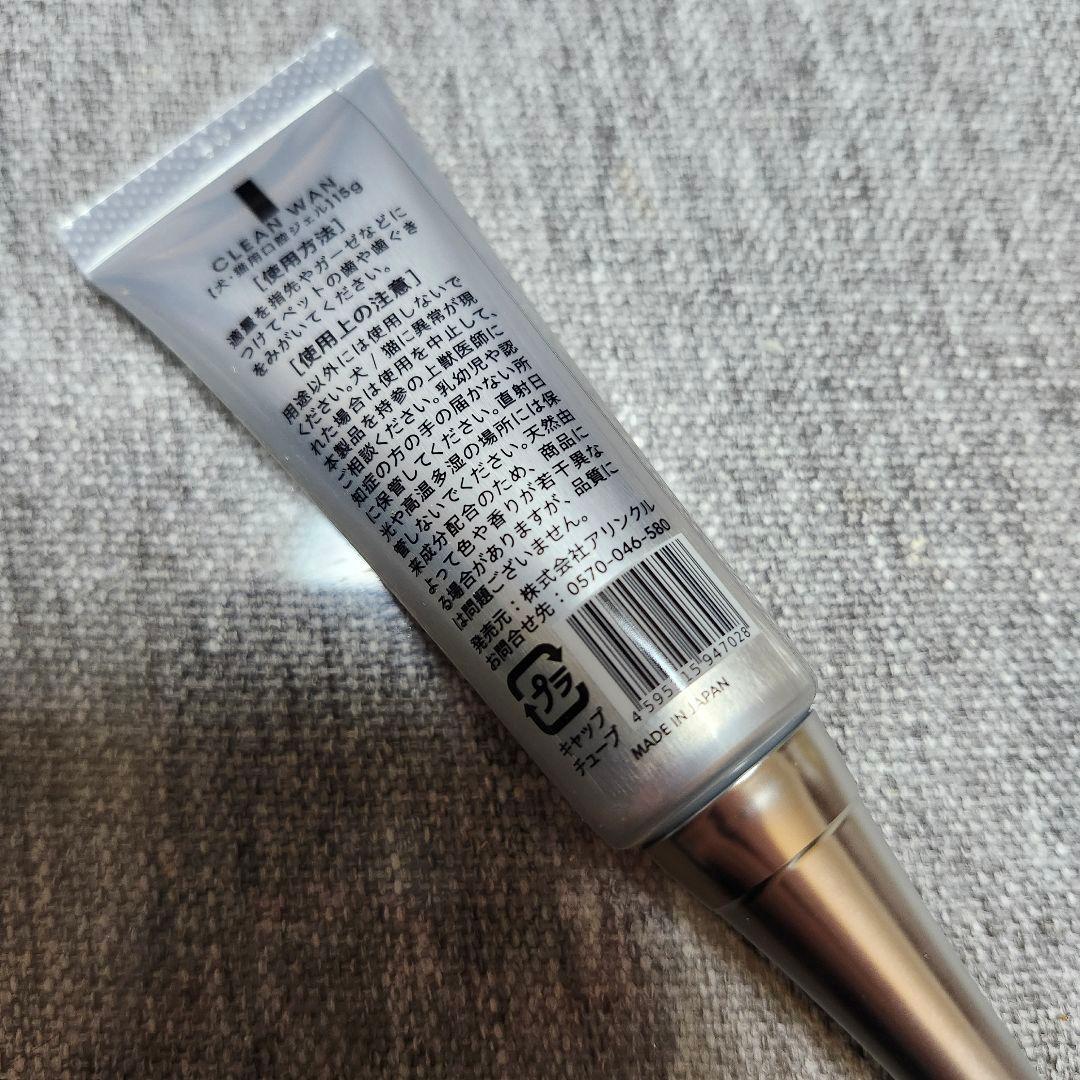 CLEAN WAN
[犬・猫用口腔ジェル]15g
[使用方法]
適量を指先やガーゼなどに
つけてペットの歯や歯ぐき
をみがいてください。
[使用上の注意]
用途以外には使用しないで
ください。犬/猫に異常が現
れた場合は使用を中止して、
本製品を持参の上獣医師に
ご相談ください。乳幼児や認
知症の方の手の届かない所
に保管してください。直射日
光や高温多湿の場所には保
管しないでください。天然由
来成分配合のため、商品に
よって色や香りが若干異な
る場合がありますが、品質に
は問題ございません。
発売元:株式会社アリンクル
お問合せ先:0570-046-580
プラ
キャップ
チューブ
MADE IN JAPAN